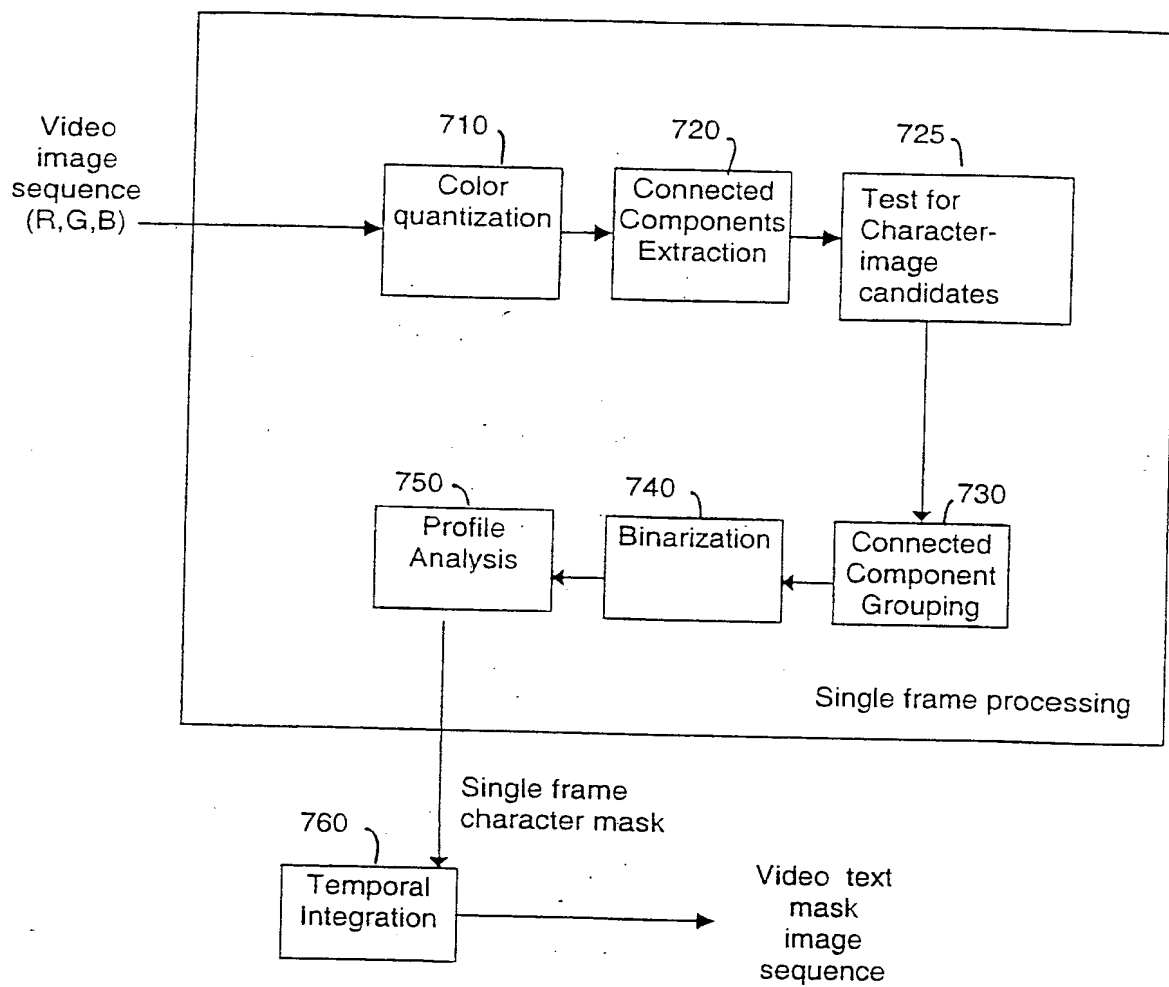 Video
image
sequence
(R,G,B)
710
Color
quantization
720
Connected
Components
Extraction
725
Test for
Character-
image
candidates
730
Connected
Component
Grouping
740
Binarization
750
Profile
Analysis
Single frame processing
Single frame
character mask
760
Temporal
Integration
Video text
mask
image
sequence